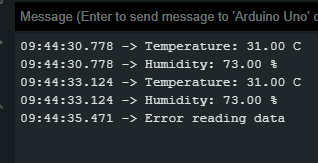 Message (Enter to send message to 'Arduino Uno'
09:44:30.778 -> Temperature: 31.00 C
09:44:30.778 -> Humidity: 73.00 %
09:44:33.124 -> Temperature: 31.00 C
09:44:33.124 -> Humidity: 73.00 %
09:44:35.471 -> Error reading data